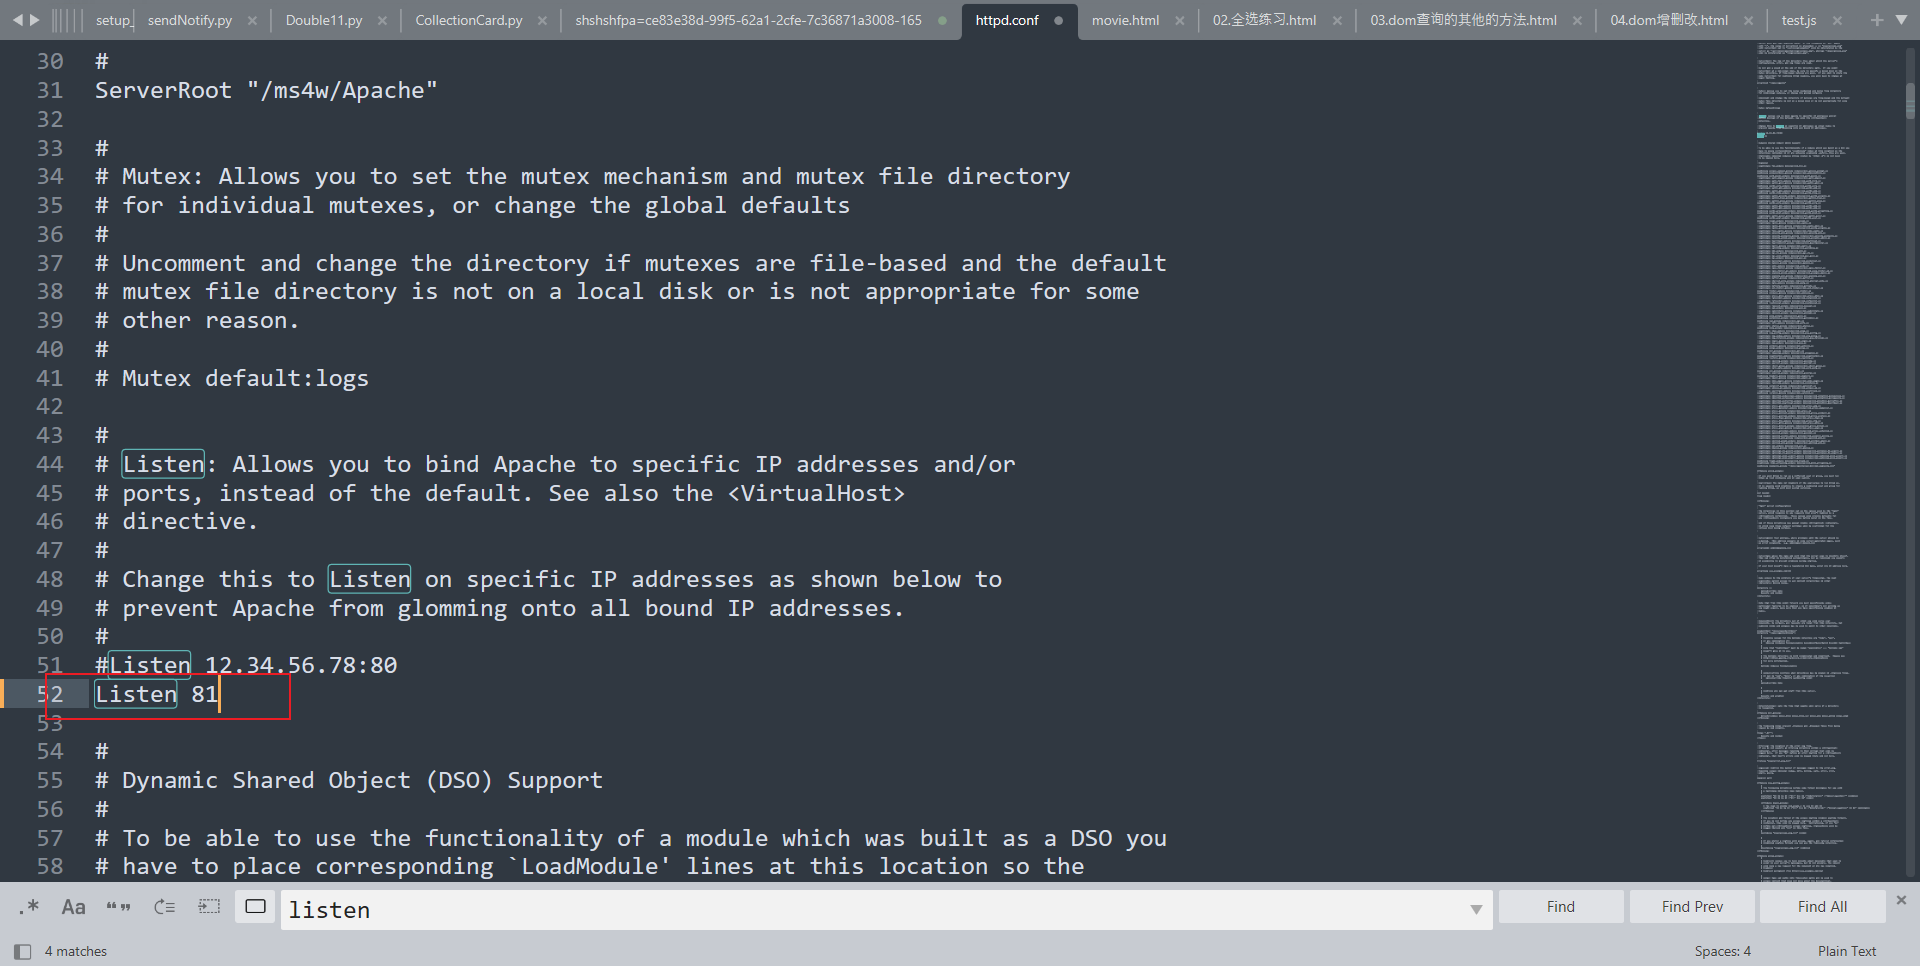 setup_ sendNotify.py Double11.py CollectionCard.py shshshfpa=ce83e38d-99f5-62a1-2cfe-7c36871a3008-165 httpd.conf movie.html 02.全选练习.html 03.dom查询的其他的方法.html 04.dom增删改.html test.js
30 #
31 ServerRoot "/ms4w/Apache"
32
33 #
34 # Mutex: Allows you to set the mutex mechanism and mutex file directory
35 # for individual mutexes, or change the global defaults
36 #
37 # Uncomment and change the directory if mutexes are file-based and the default
38 # mutex file directory is not on a local disk or is not appropriate for some
39 # other reason.
40 #
41 # Mutex default:logs
42
43 #
44 # Listen: Allows you to bind Apache to specific IP addresses and/or
45 # ports, instead of the default. See also the <VirtualHost>
46 # directive.
47 #
48 # Change this to Listen on specific IP addresses as shown below to
49 # prevent Apache from glomming onto all bound IP addresses.
50 #
51 #Listen 12.34.56.78:80
52 Listen 81
53
54 #
55 # Dynamic Shared Object (DSO) Support
56 #
57 # To be able to use the functionality of a module which was built as a DSO you
58 # have to place corresponding `LoadModule' lines at this location so the
.* Aa “” listen Find Find Prev Find All
4 matches Spaces: 4 Plain Text